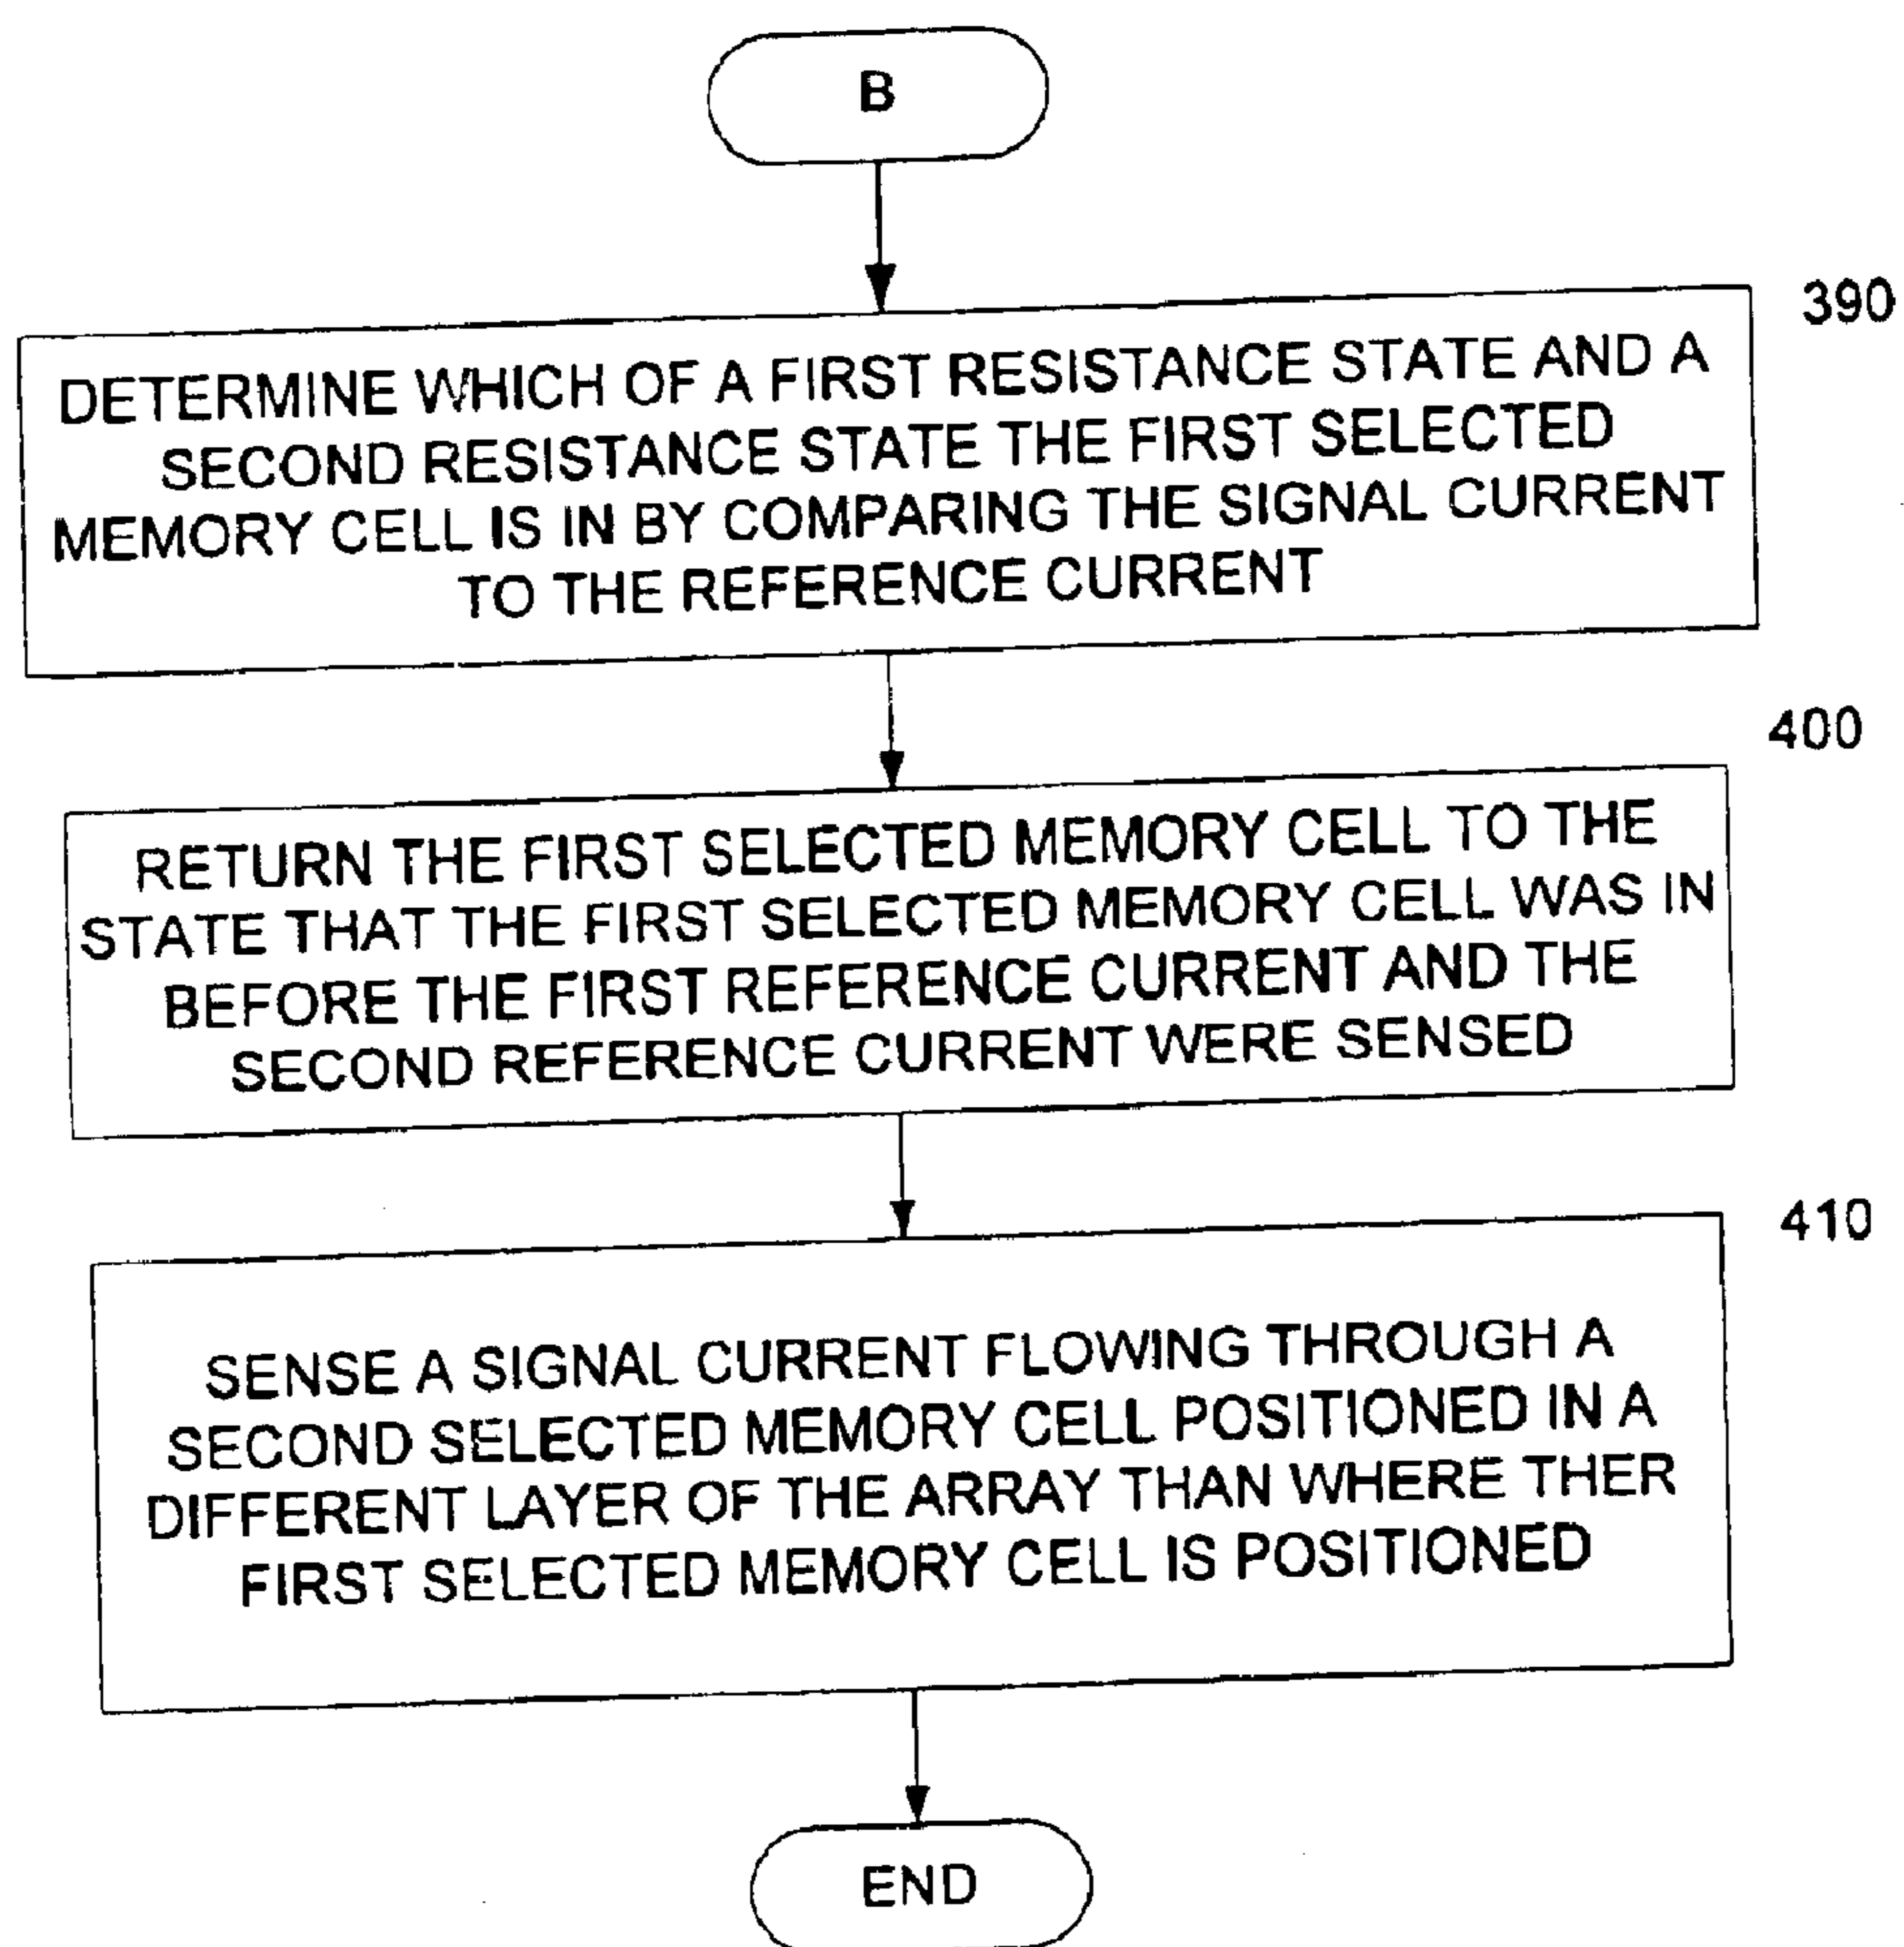 B
390
DETERMINE WHICH OF A FIRST RESISTANCE STATE AND A
SECOND RESISTANCE STATE THE FIRST SELECTED
MEMORY CELL IS IN BY COMPARING THE SIGNAL CURRENT
TO THE REFERENCE CURRENT
400
RETURN THE FIRST SELECTED MEMORY CELL TO THE
STATE THAT THE FIRST SELECTED MEMORY CELL WAS IN
BEFORE THE FIRST REFERENCE CURRENT AND THE
SECOND REFERENCE CURRENT WERE SENSED
410
SENSE A SIGNAL CURRENT FLOWING THROUGH A
SECOND SELECTED MEMORY CELL POSITIONED IN A
DIFFERENT LAYER OF THE ARRAY THAN WHERE THER
FIRST SELECTED MEMORY CELL IS POSITIONED
END